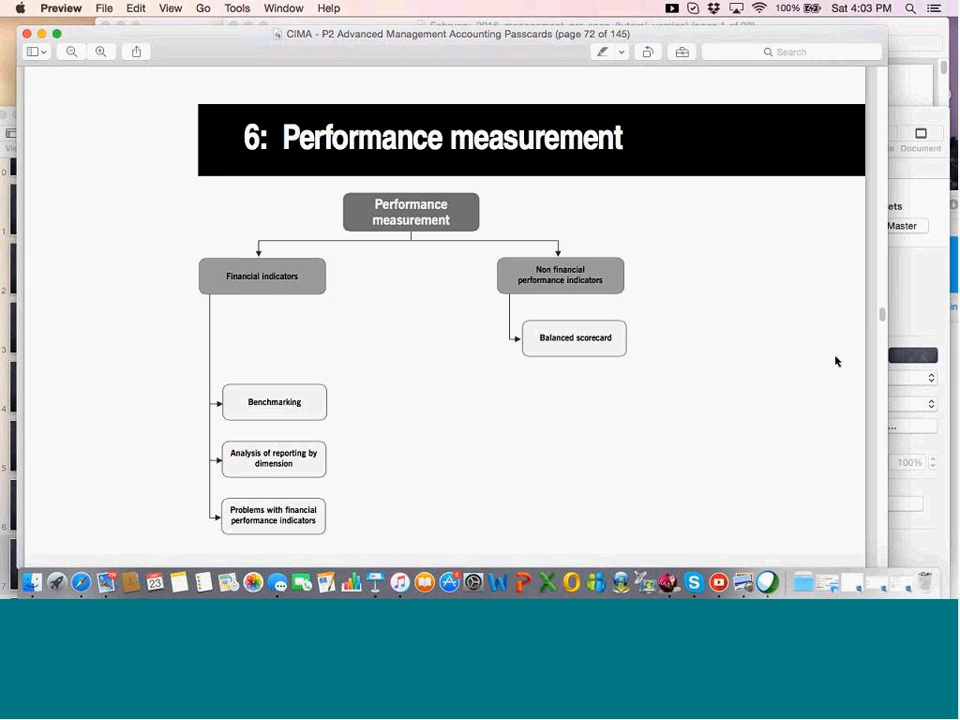 Preview File Edit View Go Tools Window Help 100% Sat 4:03 PM
CIMA - P2 Advanced Management Accounting Passcards (page 72 of 145)
Search
Document
6: Performance measurement
Master
Performance
measurement
Financial indicators
Non financial
performance indicators
Balanced scorecard
Benchmarking
Analysis of reporting by
dimension
100%
Problems with financial
performance indicators
23